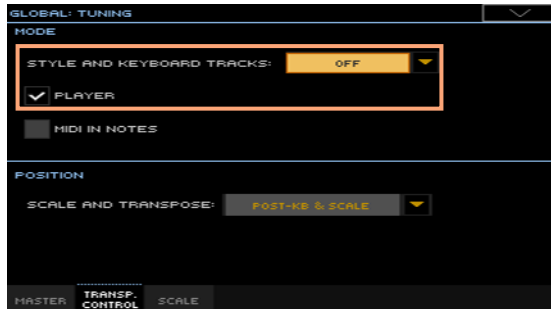 GLOBAL: TUNING
MODE
STYLE AND KEYBOARD TRACKS: OFF
PLAYER
MIDI IN NOTES
POSITION
SCALE AND TRANSPOSE: POST-KB & SCALE
MASTER TRANSP. CONTROL SCALE